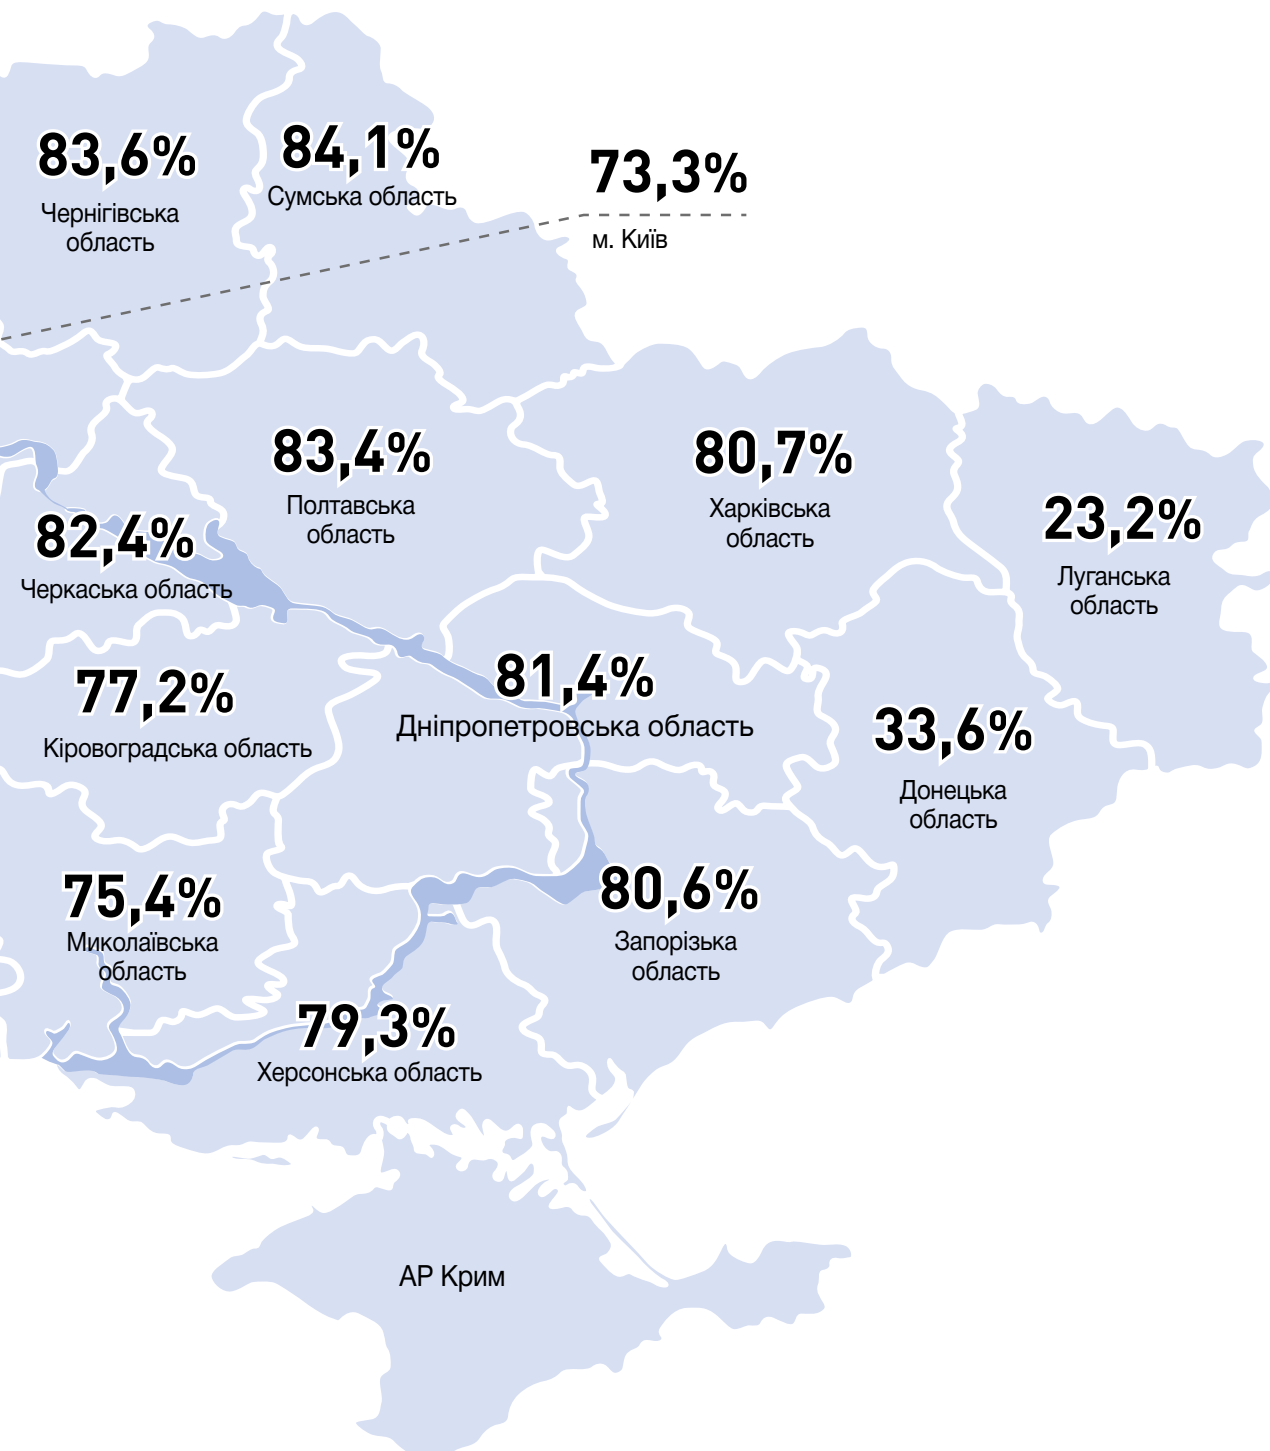 83,6%
Чернігівська
область
84,1%
Сумська область
73,3%
м. Київ
83,4%
Полтавська
область
80,7%
Харківська
область
23,2%
Луганська
область
82,4%
Черкаська область
77,2%
Кіровоградська область
81,4%
Дніпропетровська область
33,6%
Донецька
область
75,4%
Миколаївська
область
80,6%
Запорізька
область
79,3%
Херсонська область
АР Крим